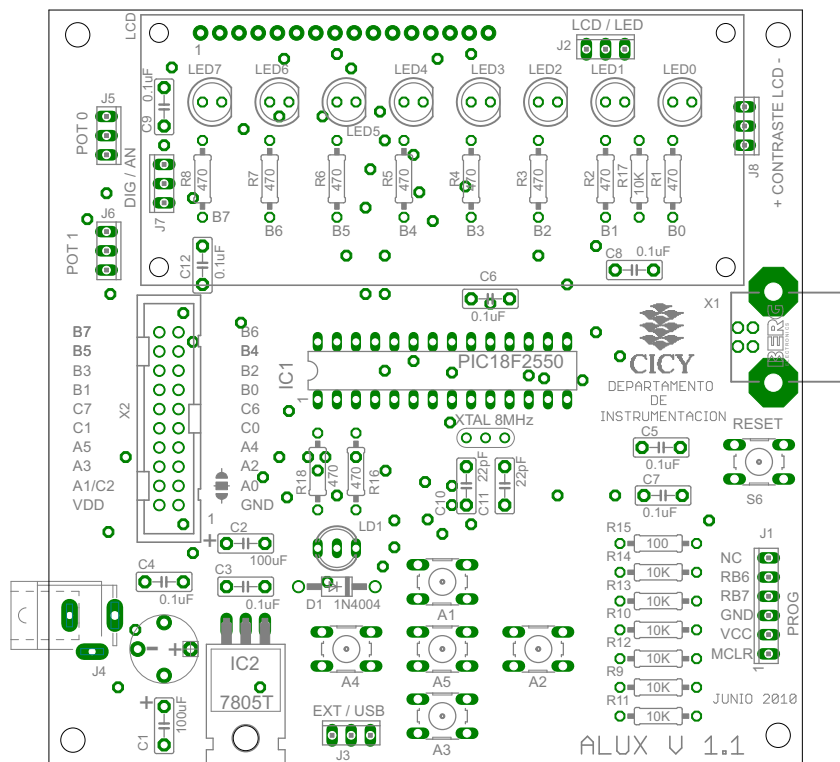 LCD
LCD / LED
J2
1
LED7
LED6
LED5
LED4
LED3
LED2
LED1
LED0
J5
POT 0
0.1uF
C9
DIG / AN
J7
J8
+ CONTRASTE LCD -
R8
470
R7
470
R6
470
R5
470
R4
470
R3
470
R2
470
R17
10K
R1
470
B7
B6
B5
B4
B3
B2
B1
B0
J6
POT 1
C12
0.1uF
C8
0.1uF
C6
0.1uF
X1
BERG
ELECTRONICS
IC1
PIC18F2550
1
CICY
DEPARTAMENTO
DE
INSTRUMENTACION
B7
B5
B3
B1
C7
C1
A5
A3
A1/C2
VDD
X2
B6
B4
B2
B0
C6
C0
A4
A2
A0
GND
1
XTAL 8MHz
R18
470
470
R16
C10
22pF
C11
22pF
C5
0.1uF
C7
0.1uF
RESET
S6
C2
+
100uF
LD1
C4
0.1uF
C3
0.1uF
D1
1N4004
A1
R15
100
R14
10K
R13
10K
R10
10K
R12
10K
R9
10K
R11
10K
J1
NC
RB6
RB7
GND
VCC
MCLR
1
PROG
J4
- +
IC2
7805T
A4
A5
A2
+
C1
100uF
EXT / USB
J3
A3
JUNIO 2010
ALUX V 1.1